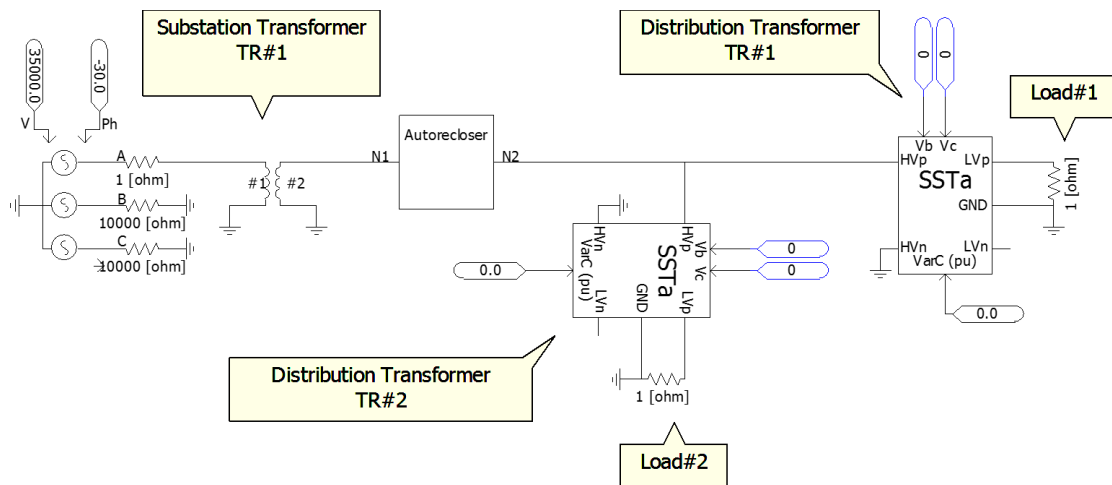 Substation Transformer
TR#1
Distribution Transformer
TR#1
Load#1
35000.0
-30.0
V
Ph
0
0
Autorecloser
A
1 [ohm]
B
10000 [ohm]
C
10000 [ohm]
#1
#2
N1
N2
Vb
Vc
HVp
LVp
SSTa
GND
HVn
LVn
VarC (pu)
1 [ohm]
0.0
HVn
HVp
VarC (pu)
SSTa
Vb
Vc
0
0
0.0
LVn
GND
LVp
1 [ohm]
Distribution Transformer
TR#2
Load#2